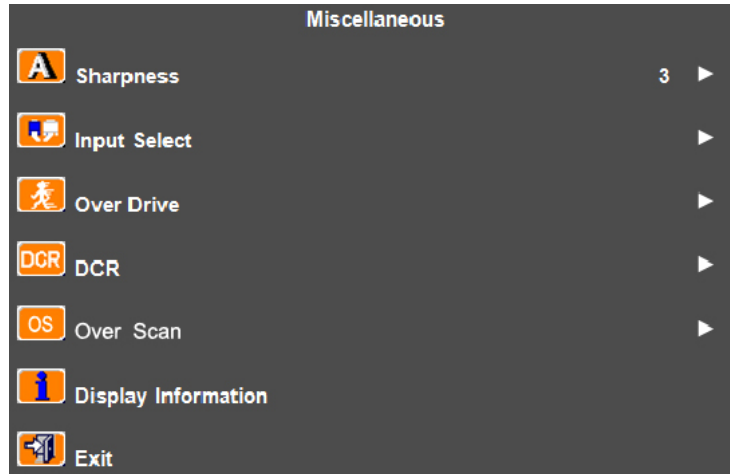 Miscellaneous
A Sharpness 3
Input Select
Over Drive
DCR DCR
OS Over Scan
i Display Information
Exit